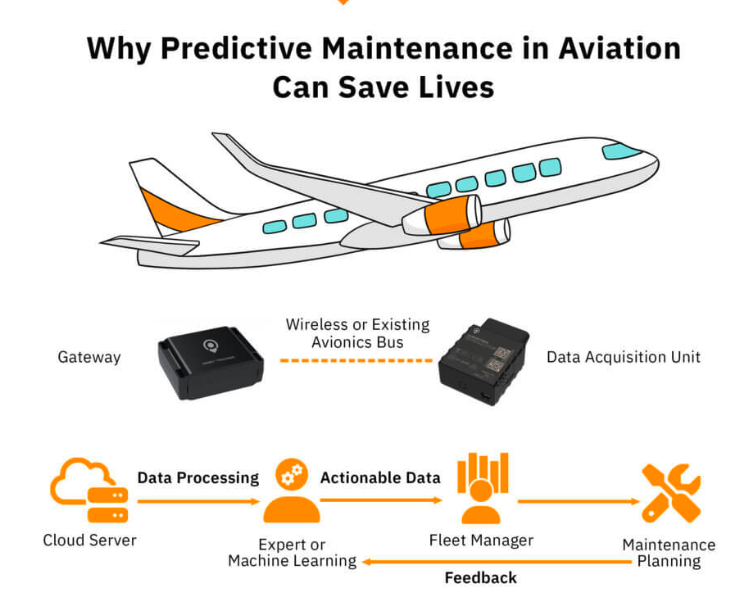 Why Predictive Maintenance in Aviation
Can Save Lives
Wireless or Existing
Avionics Bus
Gateway
Data Acquisition Unit
Data Processing
Actionable Data
Cloud Server
Expert or
Machine Learning
Fleet Manager
Maintenance
Planning
Feedback